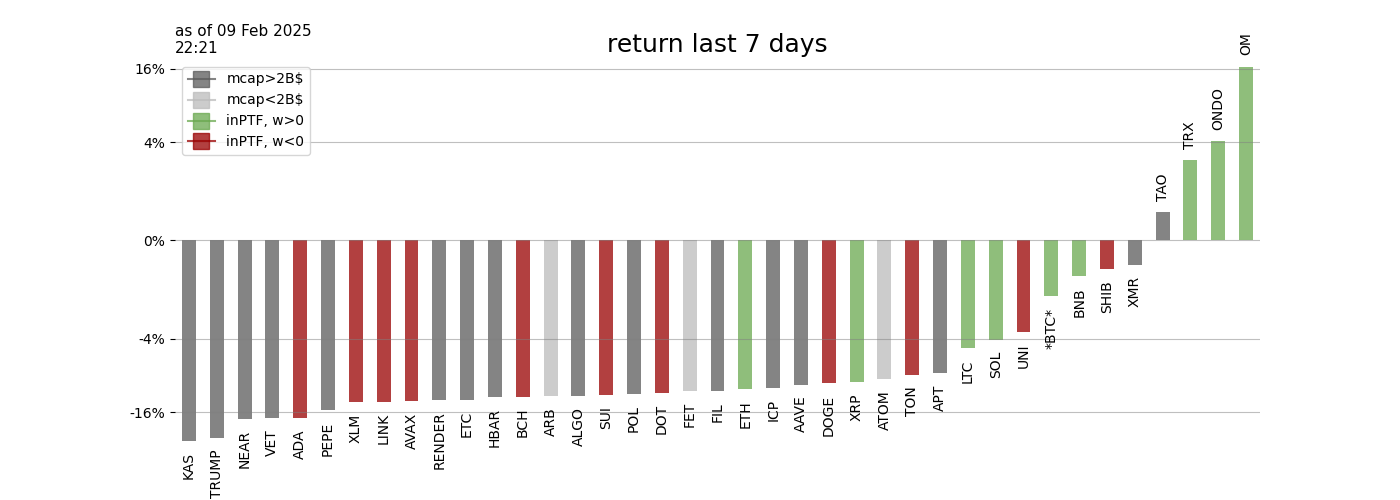 as of 09 Feb 2025
22:21
return last 7 days
mcap>2B$
mcap<2B$
inPTF, w>0
inPTF, w<0
16%
4%
0%
-4%
-16%
KAS
TRUMP
NEAR
VET
ADA
PEPE
XLM
LINK
AVAX
RENDER
ETC
HBAR
BCH
ARB
ALGO
SUI
POL
DOT
FET
FIL
ETH
ICP
AAVE
DOGE
XRP
ATOM
TON
APT
LTC
SOL
UNI
*BTC*
BNB
SHIB
XMR
TAO
TRX
ONDO
OM